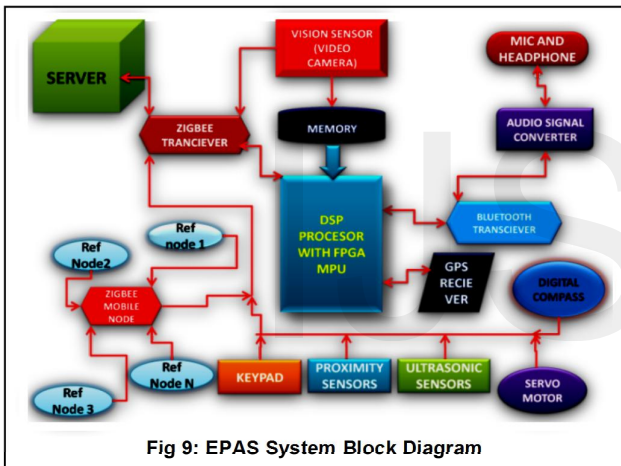 SERVER
VISION SENSOR
(VIDEO
CAMERA)
MIC AND
HEADPHONE
ZIGBEE
TRANCIEVER
MEMORY
AUDIO SIGNAL
CONVERTER
DSP
PROCESOR
WITH FPGA
MPU
BLUETOOTH
TRANSCIEVER
Ref
node 1
Ref
Node2
GPS
RECIE
VER
DIGITAL
COMPASS
ZIGBEE
MOBILE
NODE
Ref
Node 3
Ref
Node N
KEYPAD
PROXIMITY
SENSORS
ULTRASONIC
SENSORS
SERVO
MOTOR
Fig 9: EPAS System Block Diagram